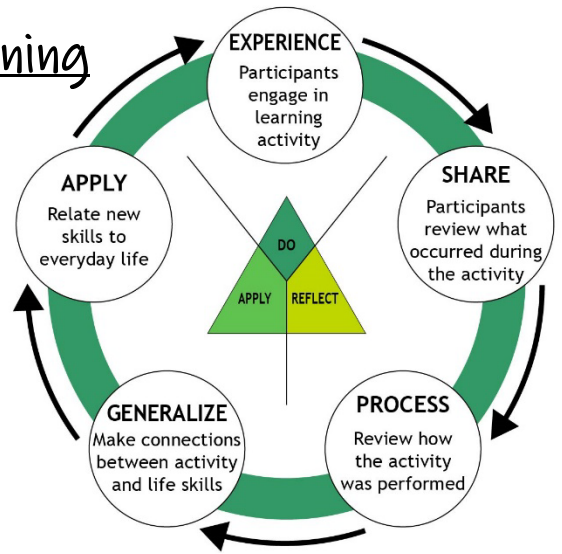 ning
EXPERIENCE
Participants
engage in
learning
activity
SHARE
Participants
review what
occurred during
the activity
PROCESS
Review how
the activity
was performed
GENERALIZE
Make connections
between activity
and life skills
APPLY
Relate new
skills to
everyday life
DO
APPLY
REFLECT